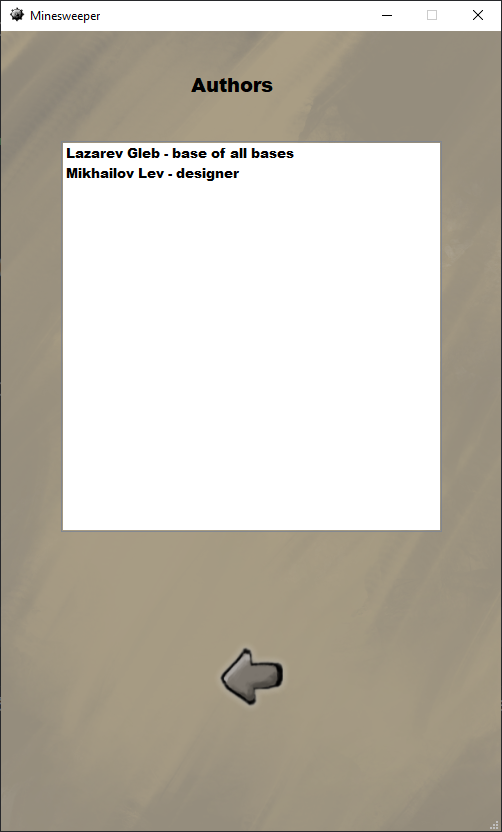 Minesweeper
Authors
Lazarev Gleb - base of all bases
Mikhailov Lev - designer